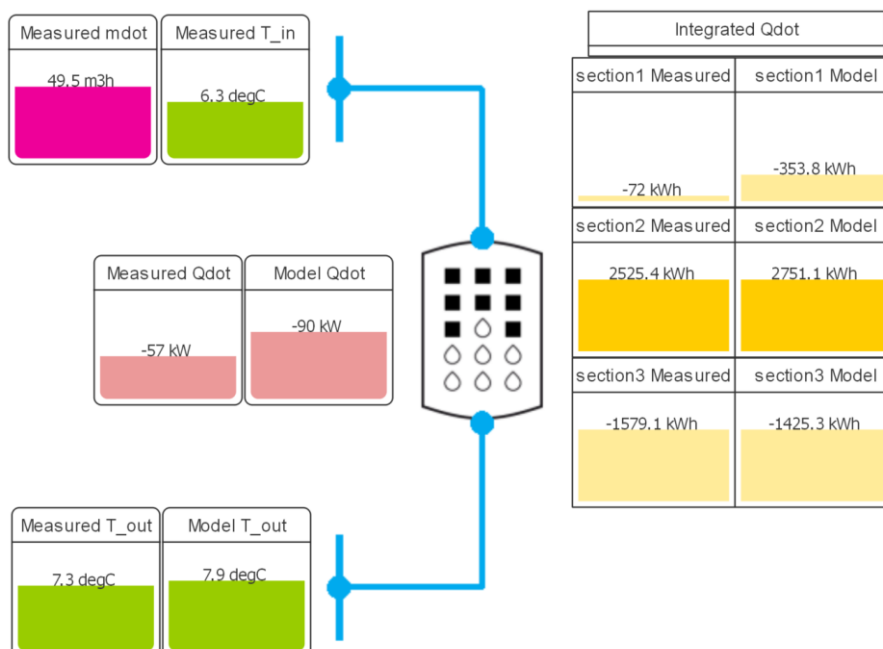 Measured mdot
49.5 m3h
Measured T_in
6.3 degC
Integrated Qdot
section1 Measured
-72 kWh
section1 Model
-353.8 kWh
section2 Measured
2525.4 kWh
section2 Model
2751.1 kWh
section3 Measured
-1579.1 kWh
section3 Model
-1425.3 kWh
Measured Qdot
-57 kW
Model Qdot
-90 kW
Measured T_out
7.3 degC
Model T_out
7.9 degC